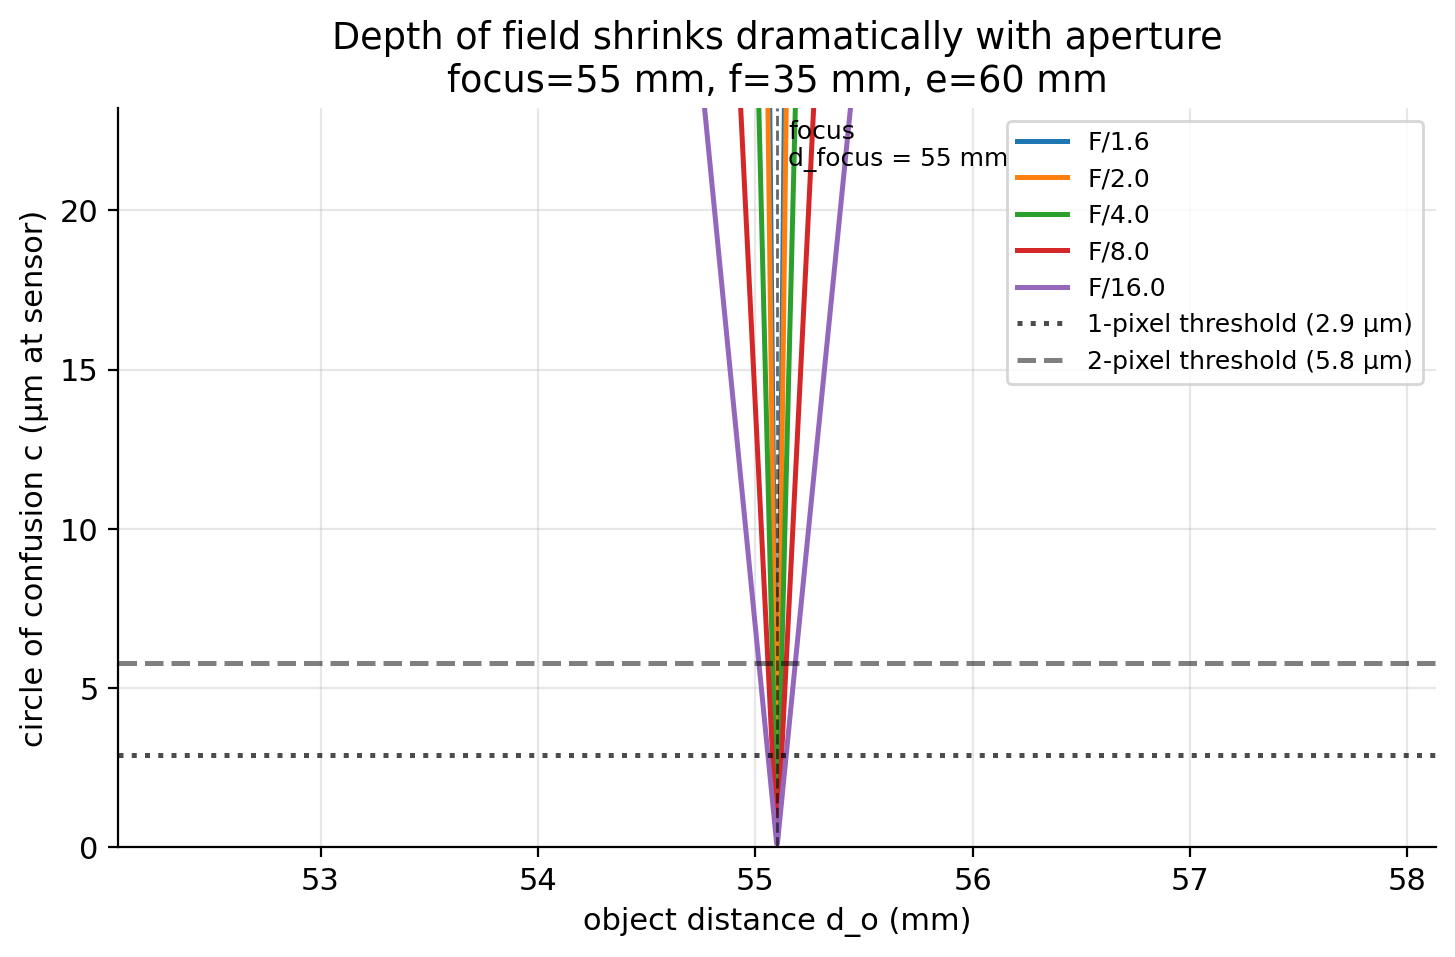 Depth of field shrinks dramatically with aperture
focus=55 mm, f=35 mm, e=60 mm
focus
d_focus = 55 mm
F/1.6
F/2.0
F/4.0
F/8.0
F/16.0
1-pixel threshold (2.9 µm)
2-pixel threshold (5.8 µm)
circle of confusion c (µm at sensor)
20
15
10
5
0
53
54
55
56
57
58
object distance d_o (mm)